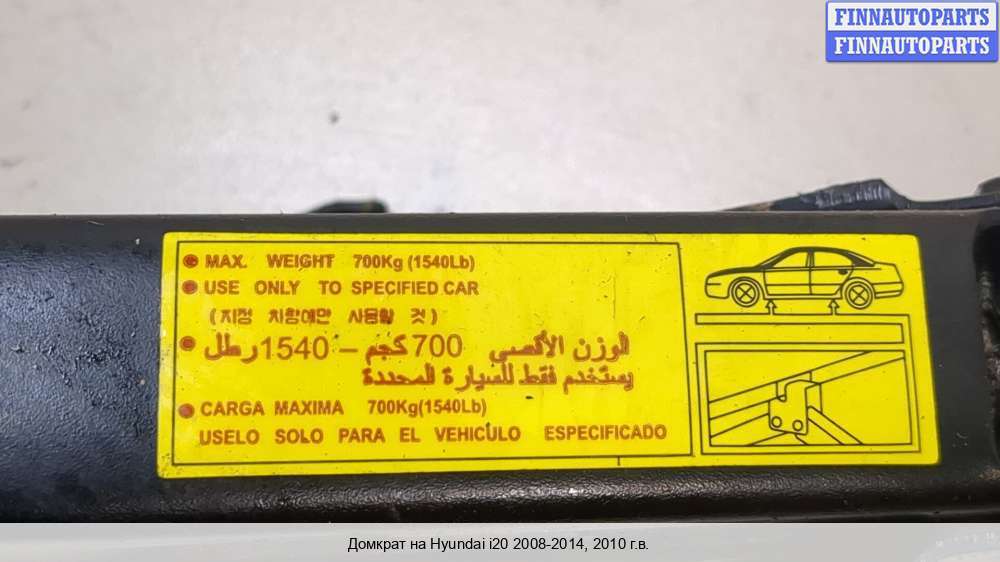 FINNAUTOPARTS
FINNAUTOPARTS
MAX. WEIGHT 700Kg (1540Lb)
USE ONLY TO SPECIFIED CAR
(지정 차량에만 사용할 것)
الوزن الأقصى 700 كجم – 1540 رطل
يستخدم فقط للسيارة المحددة
CARGA MAXIMA 700Kg(1540Lb)
USELO SOLO PARA EL VEHICULO ESPECIFICADO
Домкрат на Hyundai i20 2008-2014, 2010 г.в.